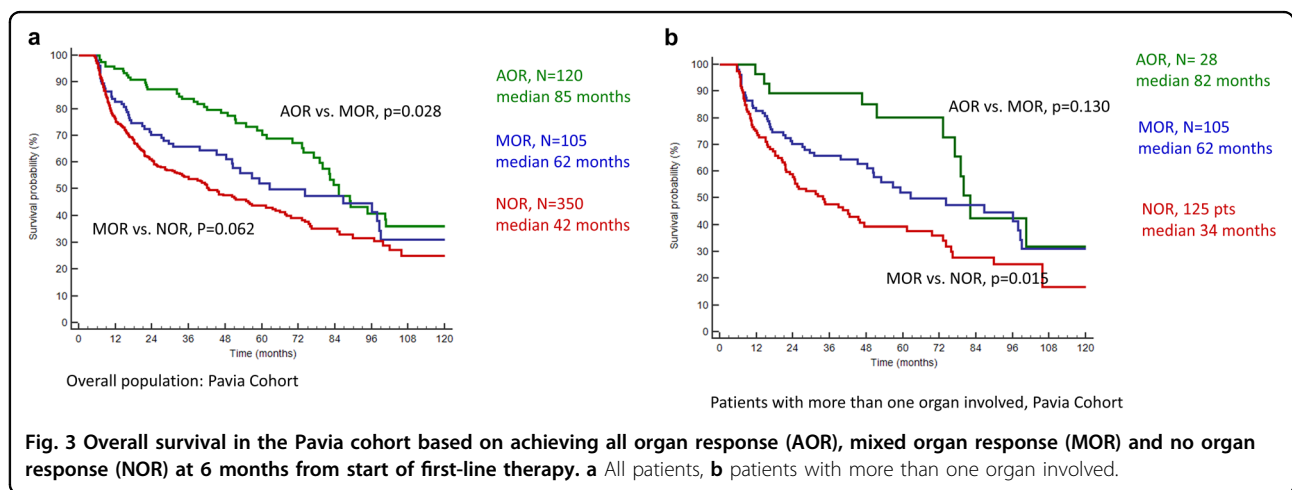 a
100
90
80
70
60
50
40
30
20
10
0
Survival probability (%)
0 12 24 36 48 60 72 84 96 108 120
Time (months)
AOR vs. MOR, p=0.028
MOR vs. NOR, P=0.062
AOR, N=120
median 85 months
MOR, N=105
median 62 months
NOR, N=350
median 42 months
Overall population: Pavia Cohort
b
100
90
80
70
60
50
40
30
20
10
0
Survival probability (%)
0 12 24 36 48 60 72 84 96 108 120
Time (months)
AOR vs. MOR, p=0.130
MOR vs. NOR, p=0.015
AOR, N= 28
median 82 months
MOR, N=105
median 62 months
NOR, 125 pts
median 34 months
Patients with more than one organ involved, Pavia Cohort
Fig. 3 Overall survival in the Pavia cohort based on achieving all organ response (AOR), mixed organ response (MOR) and no organ
response (NOR) at 6 months from start of first-line therapy. a All patients, b patients with more than one organ involved.